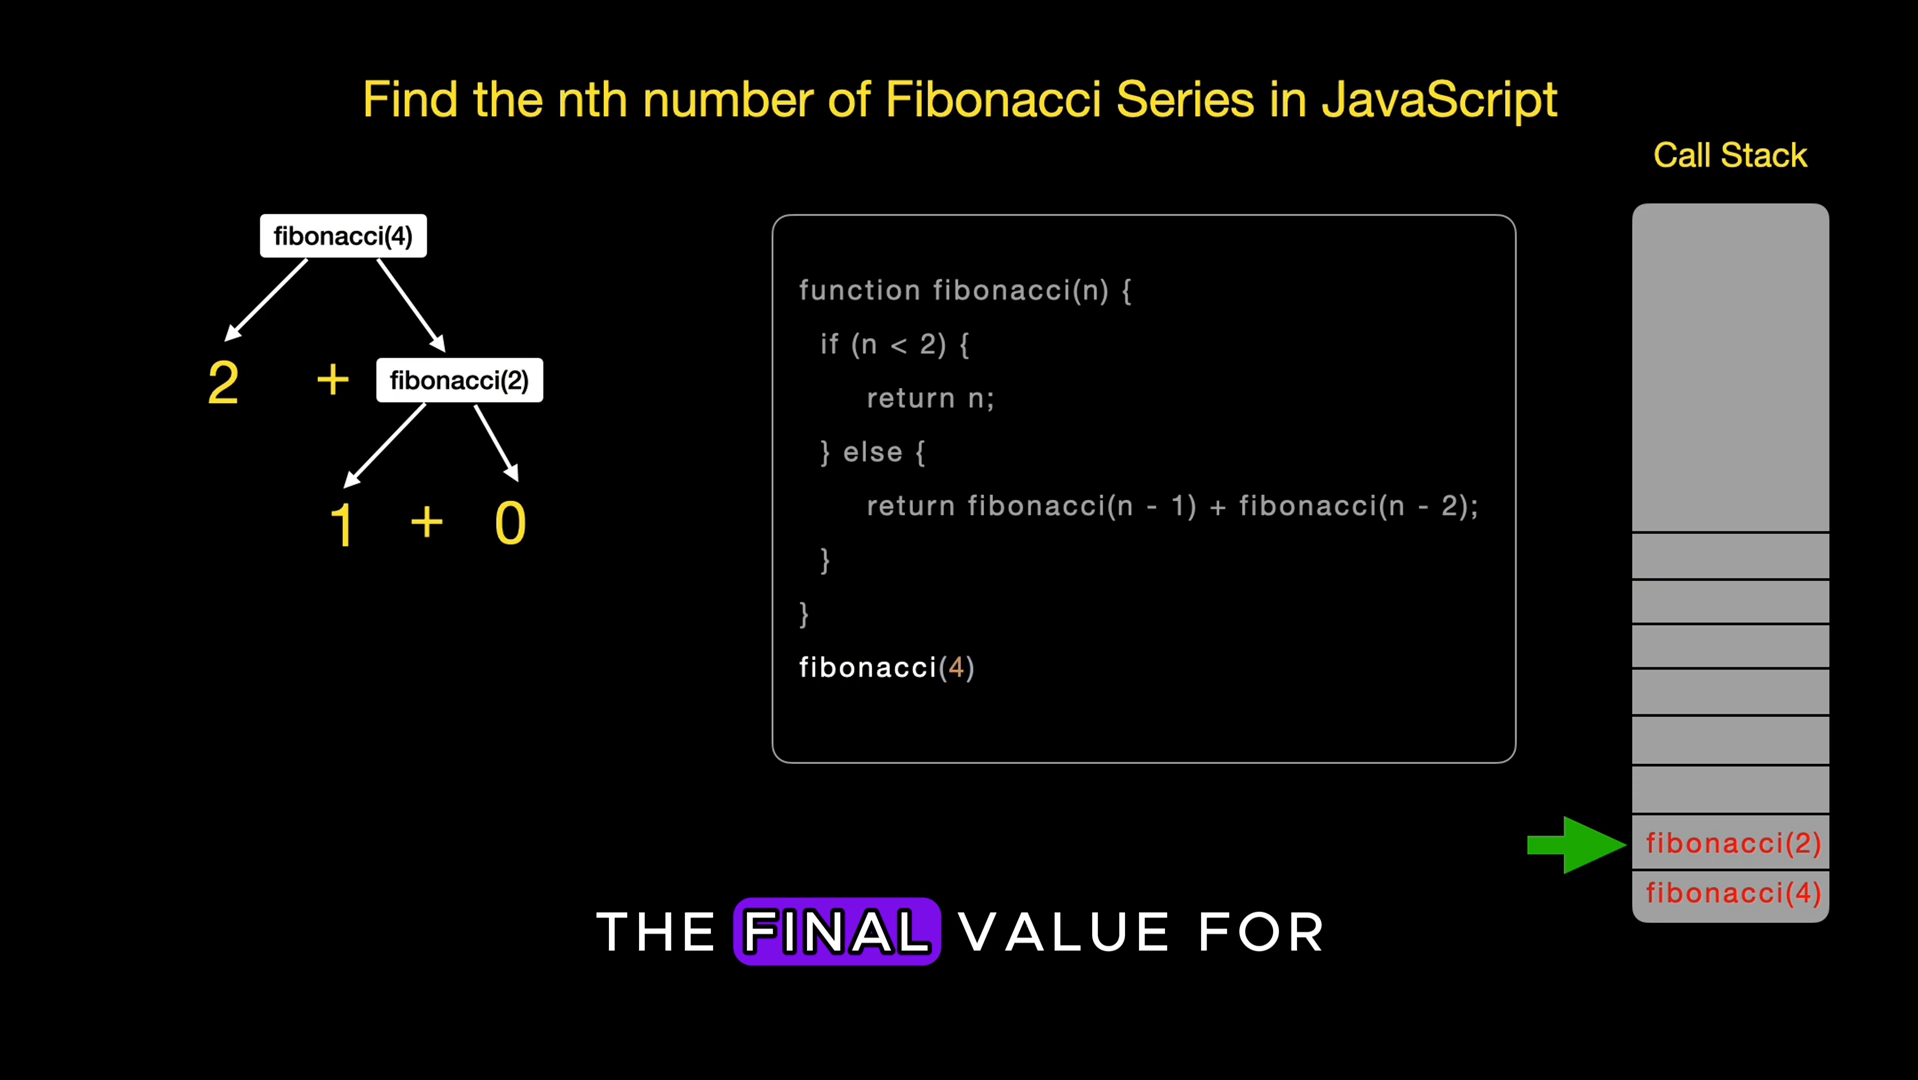 Find the nth number of Fibonacci Series in JavaScript
Call Stack
fibonacci(4)
2 + fibonacci(2)
1 + 0
function fibonacci(n) {
if (n < 2) {
return n;
} else {
return fibonacci(n - 1) + fibonacci(n - 2);
}
}
fibonacci(4)
fibonacci(2)
fibonacci(4)
THE FINAL VALUE FOR